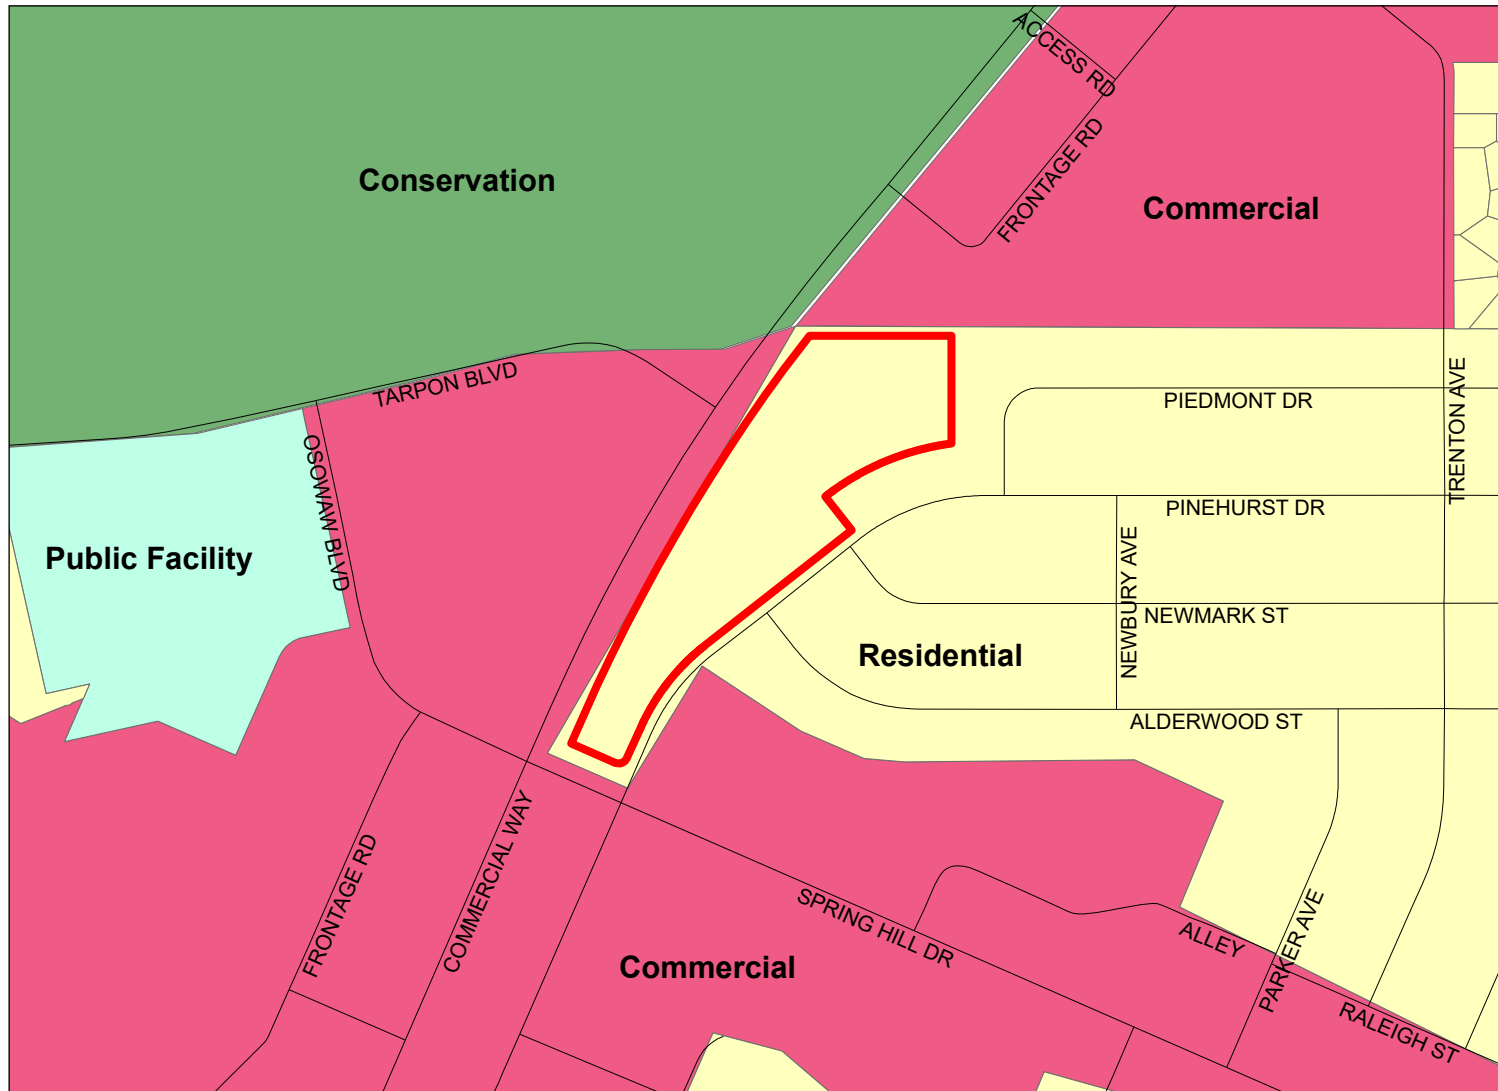 ACCESS RD
Conservation
FRONTAGE RD
Commercial
TARPON BLVD
PIEDMONT DR
TRENTON AVE
OSOWAW BLVD
PINEHURST DR
Public Facility
NEWBURY AVE
NEWMARK ST
Residential
ALDERWOOD ST
FRONTAGE RD
COMMERCIAL WAY
SPRING HILL DR
ALLEY
PARKER AVE
Commercial
RALEIGH ST